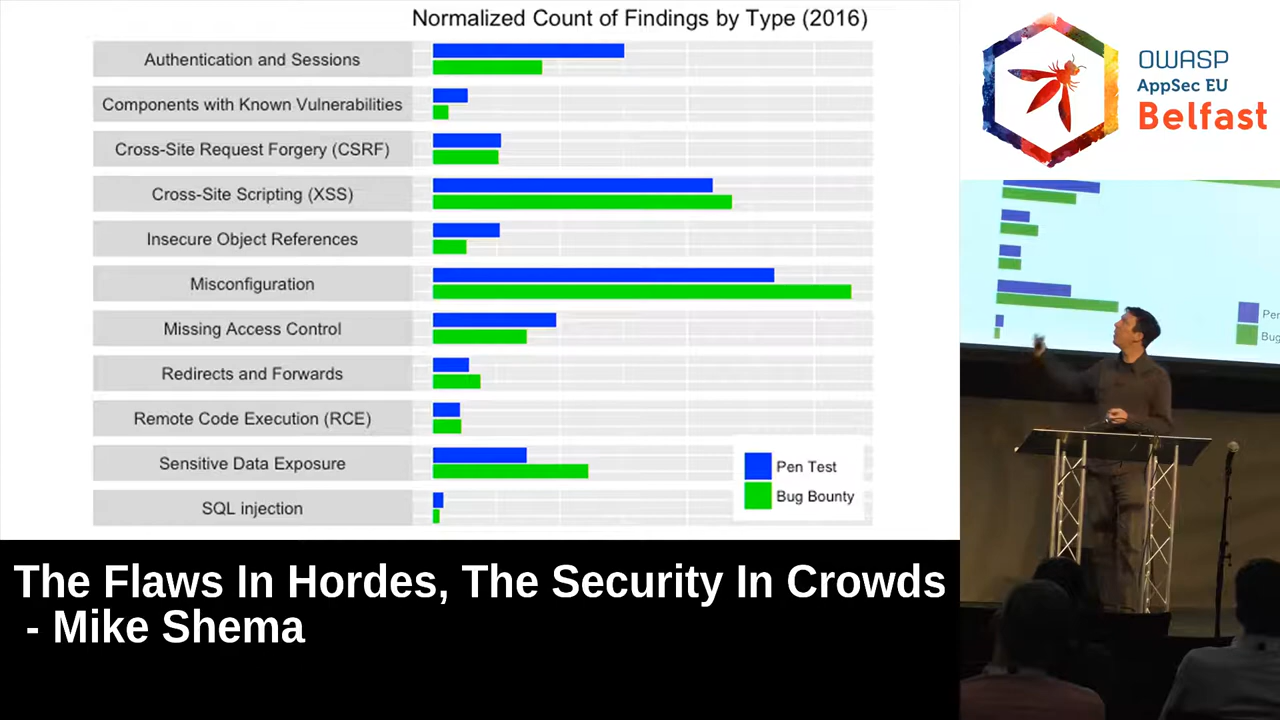 Normalized Count of Findings by Type (2016)
Authentication and Sessions
Components with Known Vulnerabilities
Cross-Site Request Forgery (CSRF)
Cross-Site Scripting (XSS)
Insecure Object References
Misconfiguration
Missing Access Control
Redirects and Forwards
Remote Code Execution (RCE)
Sensitive Data Exposure
SQL injection
Pen Test
Bug Bounty
OWASP
AppSec EU
Belfast
Pen
Bug
The Flaws In Hordes, The Security In Crowds
- Mike Shema